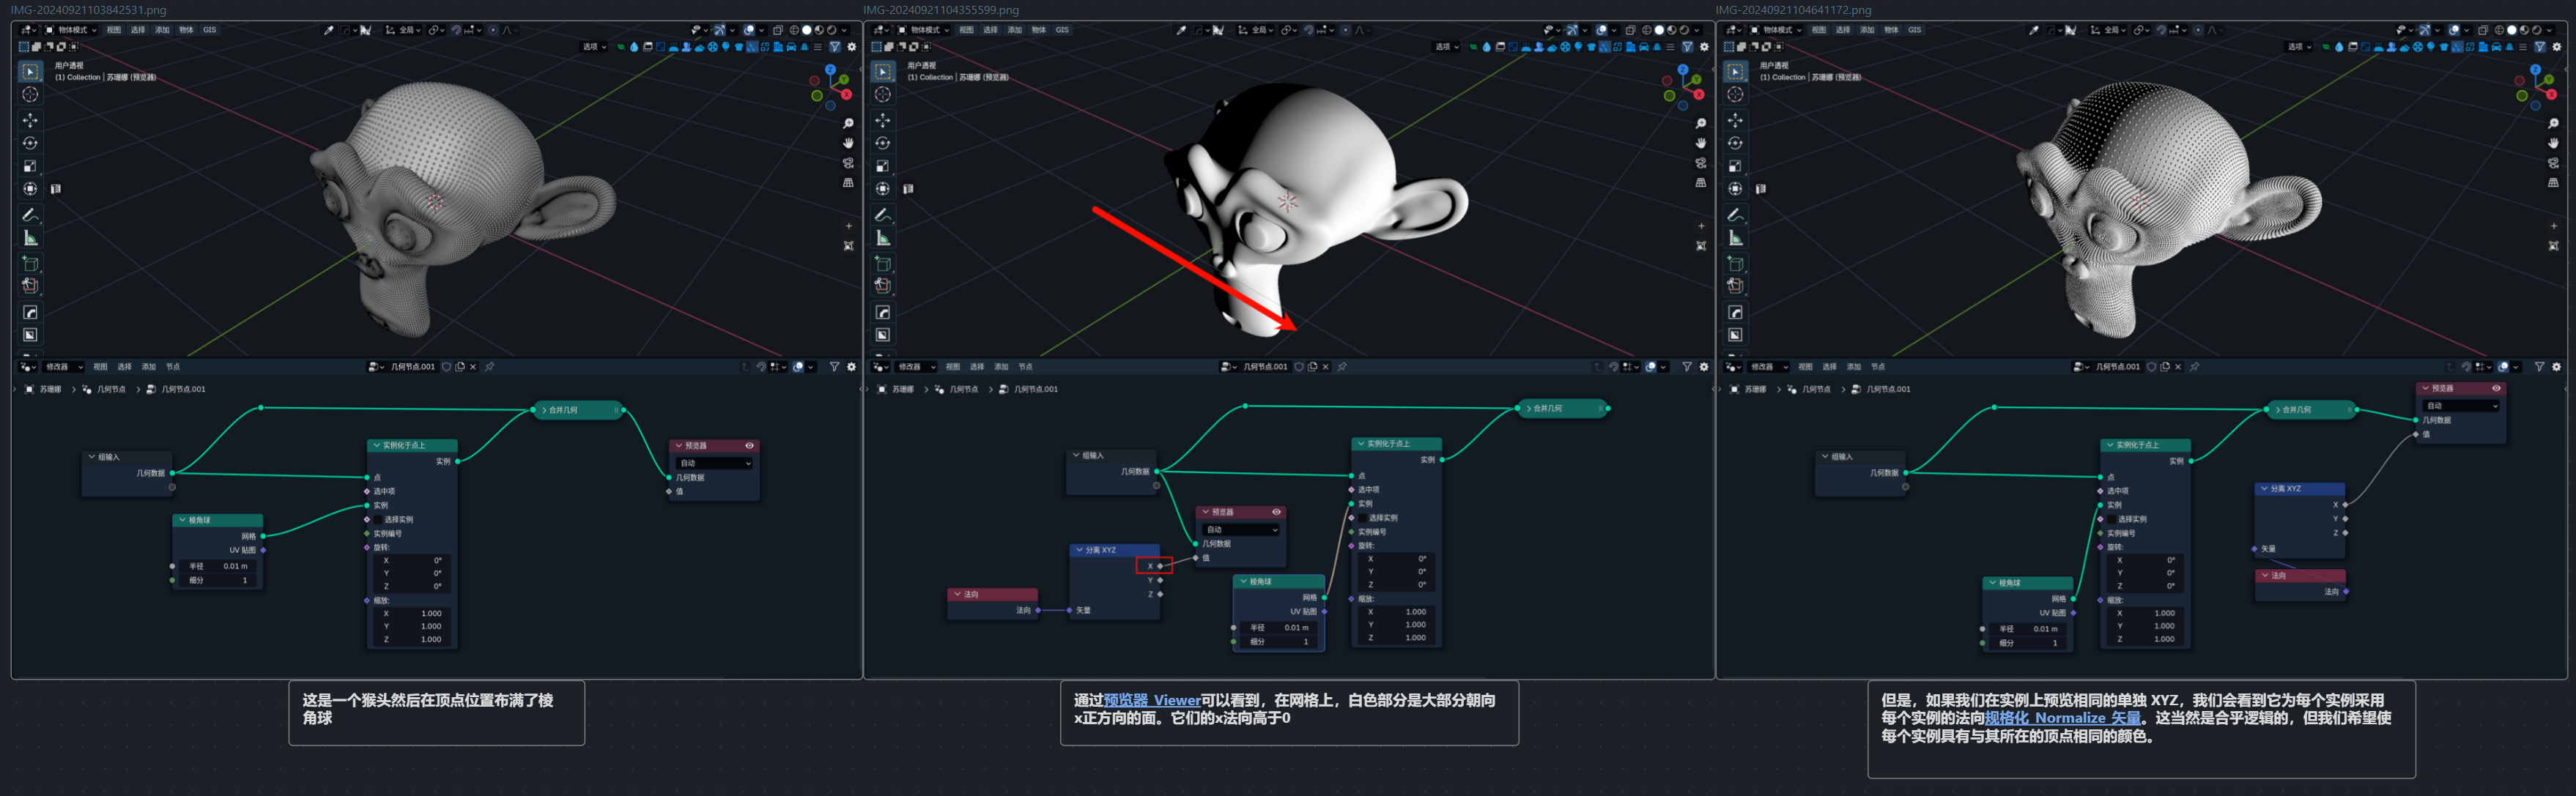 IMG-20240921103842531.png
物体模式 视图 选择 添加 物体 GIS
全局
选项
用户透视
(1) Collection | 苏珊娜 (预览器)
修改器 视图 选择 添加 节点
几何节点.001
苏珊娜 > 几何节点 > 几何节点.001
合并几何
组输入
几何数据
实例化于点上
实例
点
选中项
实例
选择实例
实例编号
旋转:
X 0°
Y 0°
Z 0°
缩放:
X 1.000
Y 1.000
Z 1.000
预览器
自动
几何数据
值
棱角球
网格
UV 贴图
半径 0.01 m
细分 1
这是一个猴头然后在顶点位置布满了棱
角球
IMG-20240921104355599.png
物体模式 视图 选择 添加 物体 GIS
全局
选项
用户透视
(1) Collection | 苏珊娜 (预览器)
修改器 视图 选择 添加 节点
几何节点.001
苏珊娜 > 几何节点 > 几何节点.001
合并几何
组输入
几何数据
实例化于点上
实例
点
选中项
实例
选择实例
实例编号
旋转:
X 0°
Y 0°
Z 0°
缩放:
X 1.000
Y 1.000
Z 1.000
预览器
自动
几何数据
值
分离 XYZ
X
Y
Z
矢量
法向
法向
棱角球
网格
UV 贴图
半径 0.01 m
细分 1
通过预览器 Viewer可以看到，在网格上，白色部分是大部分朝向
x正方向的面。它们的x法向高于0
IMG-20240921104641172.png
物体模式 视图 选择 添加 物体 GIS
全局
选项
用户透视
(1) Collection | 苏珊娜 (预览器)
修改器 视图 选择 添加 节点
几何节点.001
苏珊娜 > 几何节点 > 几何节点.001
预览器
自动
几何数据
值
合并几何
组输入
几何数据
实例化于点上
实例
点
选中项
实例
选择实例
实例编号
旋转:
X 0°
Y 0°
Z 0°
缩放:
X 1.000
Y 1.000
Z 1.000
分离 XYZ
X
Y
Z
矢量
法向
法向
棱角球
网格
UV 贴图
半径 0.01 m
细分 1
但是，如果我们在实例上预览相同的单独 XYZ，我们会看到它为每个实例采用
每个实例的法向规格化 Normalize 矢量。这当然是合乎逻辑的，但我们希望使
每个实例具有与其所在的顶点相同的颜色。